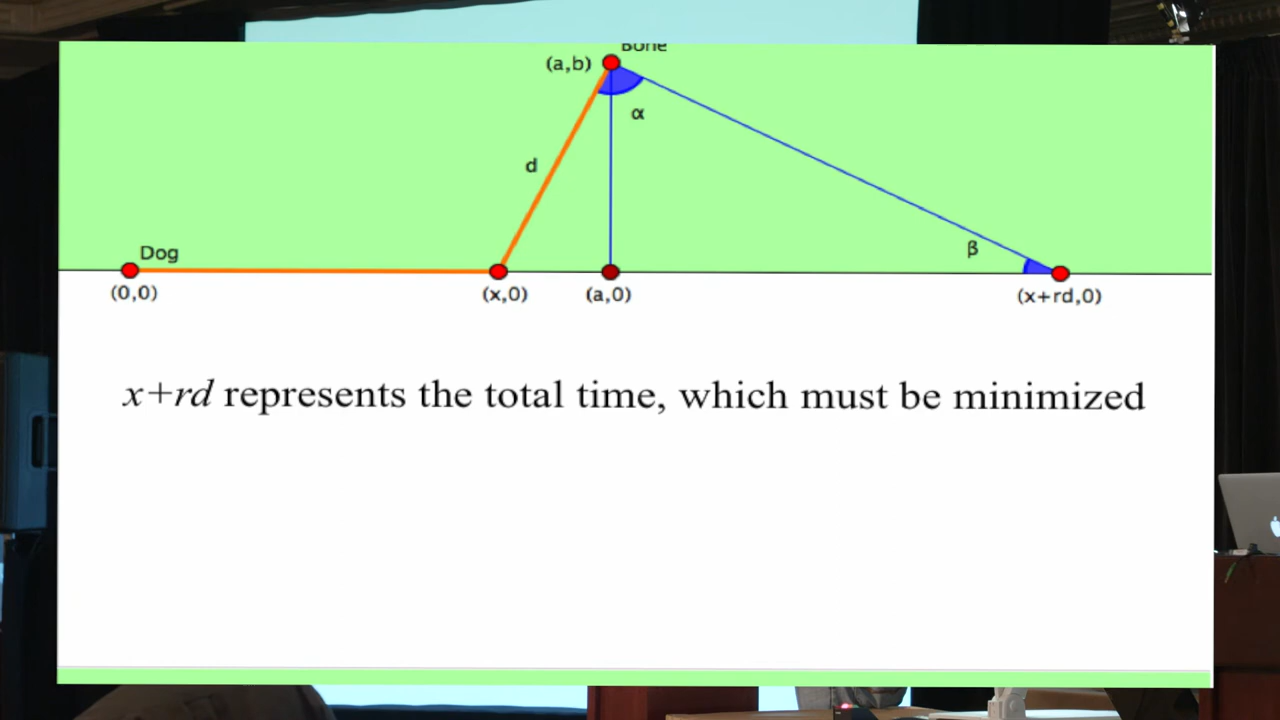 Bone
(a,b)
α
d
β
Dog
(0,0)
(x,0)
(a,0)
(x+rd,0)
x+rd represents the total time, which must be minimized